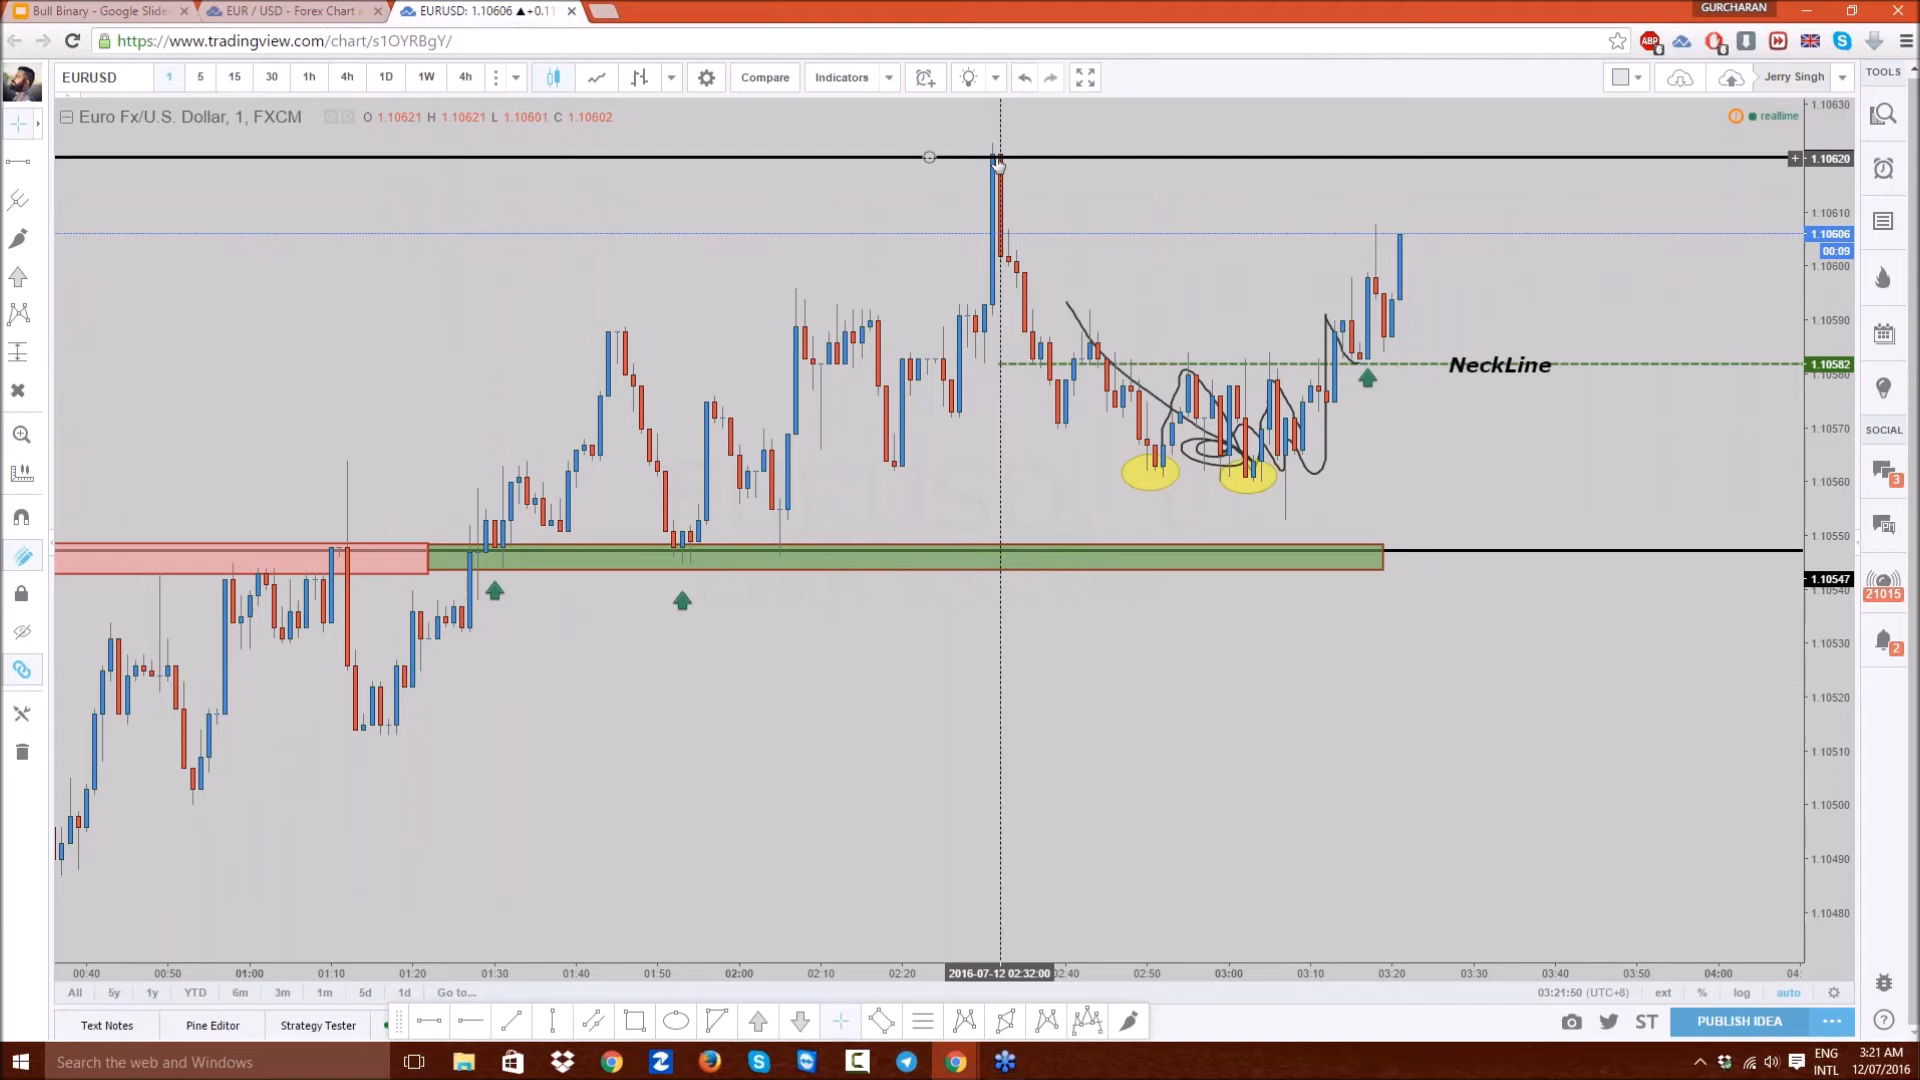 GURCHARAN
Bull Binary - Google Slide
EUR / USD - Forex Chart
EURUSD: 1.10606 ▲+0.1
https://www.tradingview.com/chart/s1OYRBgY/
EURUSD 1 5 15 30 1h 4h 1D 1W 4h Compare Indicators Jerry Singh
TOOLS
Euro Fx/U.S. Dollar, 1, FXCM O 1.10621 H 1.10621 L 1.10601 C 1.10602
realtime
1.10630
1.10620
1.10610
1.10606
00:09
1.10600
1.10590
NeckLine
1.10582
1.10580
1.10570
SOCIAL
1.10560
3
1.10550
1.10547
1.10540
21015
1.10530
2
1.10520
1.10510
1.10500
1.10490
1.10480
00:40 00:50 01:00 01:10 01:20 01:30 01:40 01:50 02:00 02:10 02:20 2016-07-12 02:32:00 02:40 02:50 03:00 03:10 03:20 03:30 03:40 03:50 04:00 04:
All 5y 1y YTD 6m 3m 1m 5d 1d Go to... 03:21:50 (UTC+8) ext % log auto
Text Notes Pine Editor Strategy Tester ST PUBLISH IDEA
Search the web and Windows
ENG
INTL
3:21 AM
12/07/2016